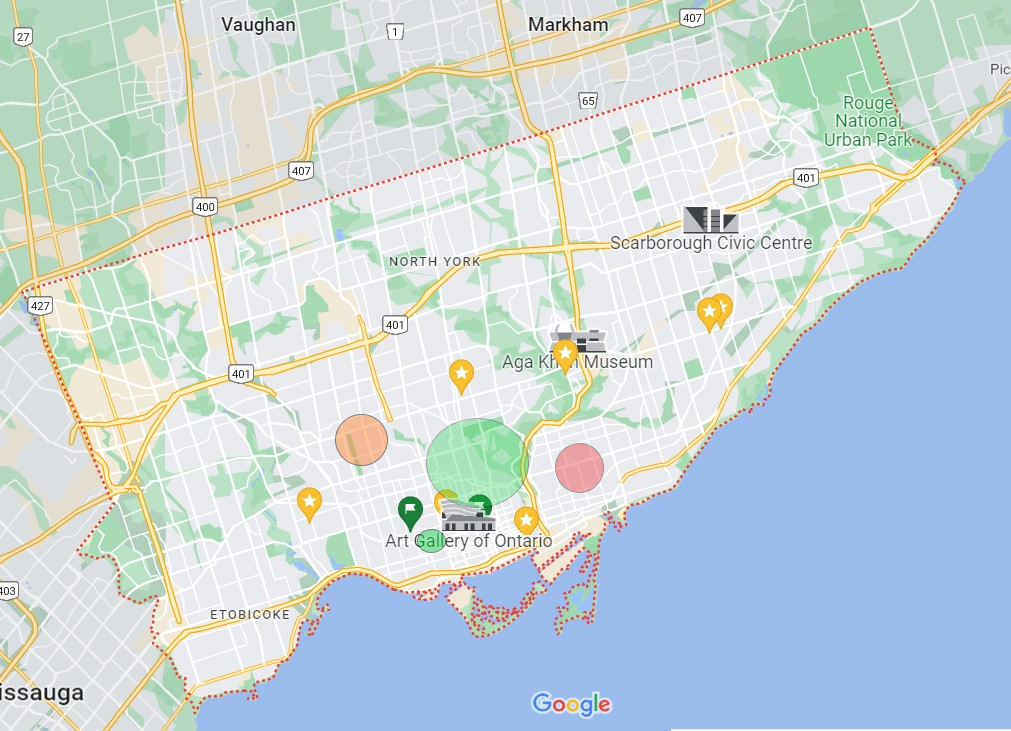 Vaughan
Markham
407
27
1
Pic
65
Rouge
National
Urban Park
407
401
400
Scarborough Civic Centre
NORTH YORK
427
401
Aga Khan Museum
401
Art Gallery of Ontario
403
ETOBICOKE
issauga
Google